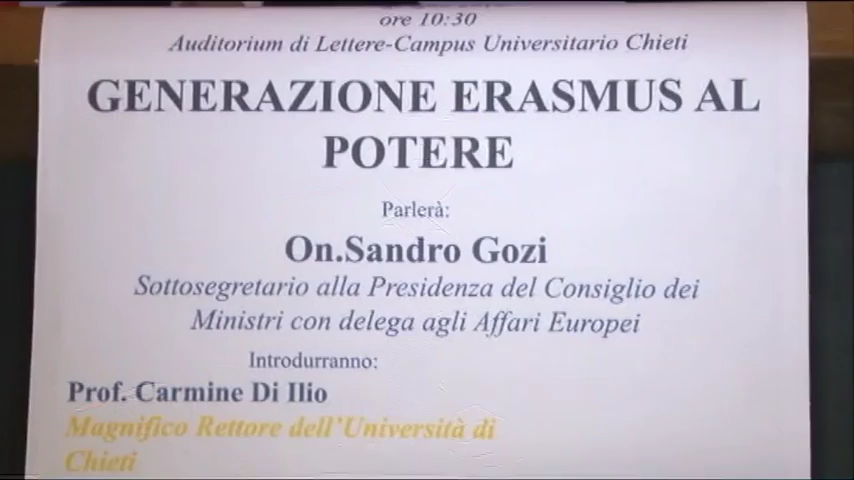 ore 10:30
Auditorium di Lettere-Campus Universitario Chieti
GENERAZIONE ERASMUS AL
POTERE
Parlerà:
On.Sandro Gozi
Sottosegretario alla Presidenza del Consiglio dei
Ministri con delega agli Affari Europei
Introdurranno:
Prof. Carmine Di Ilio
Magnifico Rettore dell'Università di
Chieti